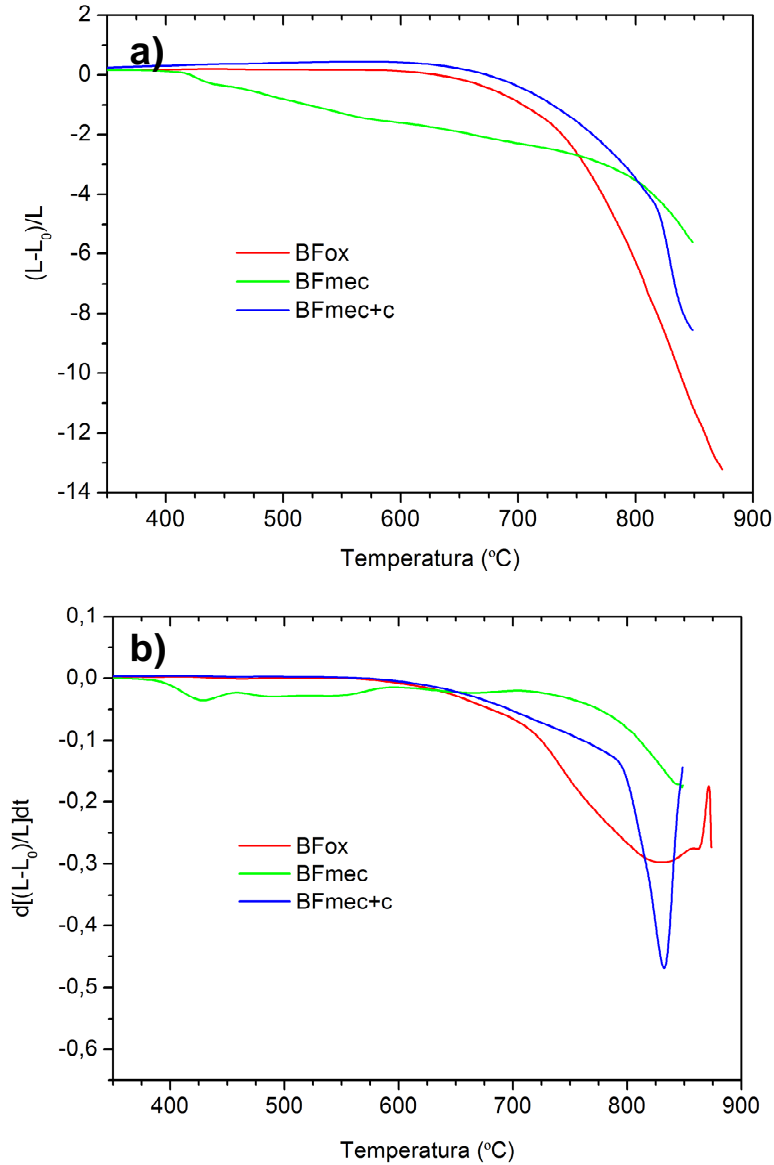 a)
2
0
-2
-4
-6
-8
-10
-12
-14
(L-L₀)/L
BFox
BFmec
BFmec+c
400 500 600 700 800 900
Temperatura (ºC)
b)
0,1
0,0
-0,1
-0,2
-0,3
-0,4
-0,5
-0,6
d[(L-L₀)/L]dt
BFox
BFmec
BFmec+c
400 500 600 700 800 900
Temperatura (ºC)